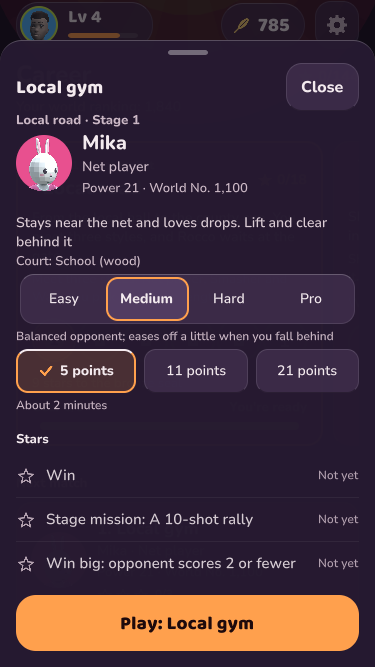 Lv 4
785
Local gym
Close
Local road · Stage 1
Mika
Net player
Power 21 · World No. 1,100
Stays near the net and loves drops. Lift and clear
behind it
Court: School (wood)
Easy
Medium
Hard
Pro
Balanced opponent; eases off a little when you fall behind
5 points
11 points
21 points
About 2 minutes
Stars
Win
Not yet
Stage mission: A 10-shot rally
Not yet
Win big: opponent scores 2 or fewer
Not yet
Play: Local gym